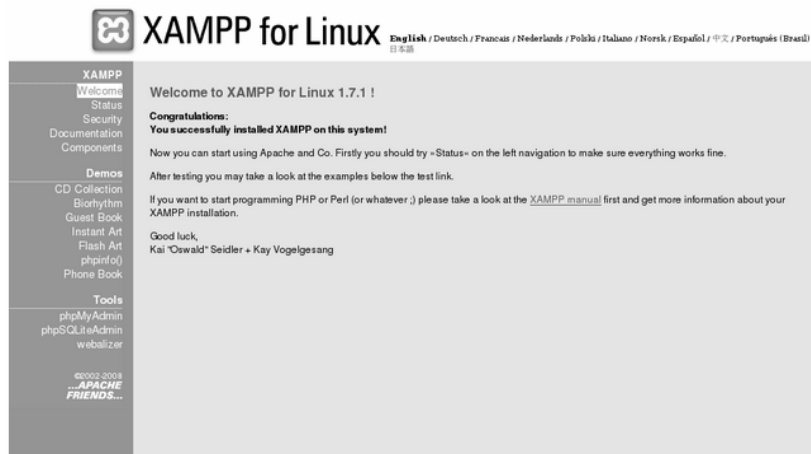 XAMPP for Linux
English / Deutsch / Francais / Nederlands / Polski / Italiano / Norsk / Español / 中文 / Português (Brasil)
日本語
XAMPP
Welcome
Status
Security
Documentation
Components
Demos
CD Collection
Biorhythm
Guest Book
Instant Art
Flash Art
phpinfo()
Phone Book
Tools
phpMyAdmin
phpSQLiteAdmin
webalizer
©2002-2008
...APACHE
FRIENDS...
Welcome to XAMPP for Linux 1.7.1 !
Congratulations:
You successfully installed XAMPP on this system!
Now you can start using Apache and Co. Firstly you should try »Status« on the left navigation to make sure everything works fine.
After testing you may take a look at the examples below the test link.
If you want to start programming PHP or Perl (or whatever ;) please take a look at the XAMPP manual first and get more information about your
XAMPP installation.
Good luck,
Kai "Oswald" Seidler + Kay Vogelgesang